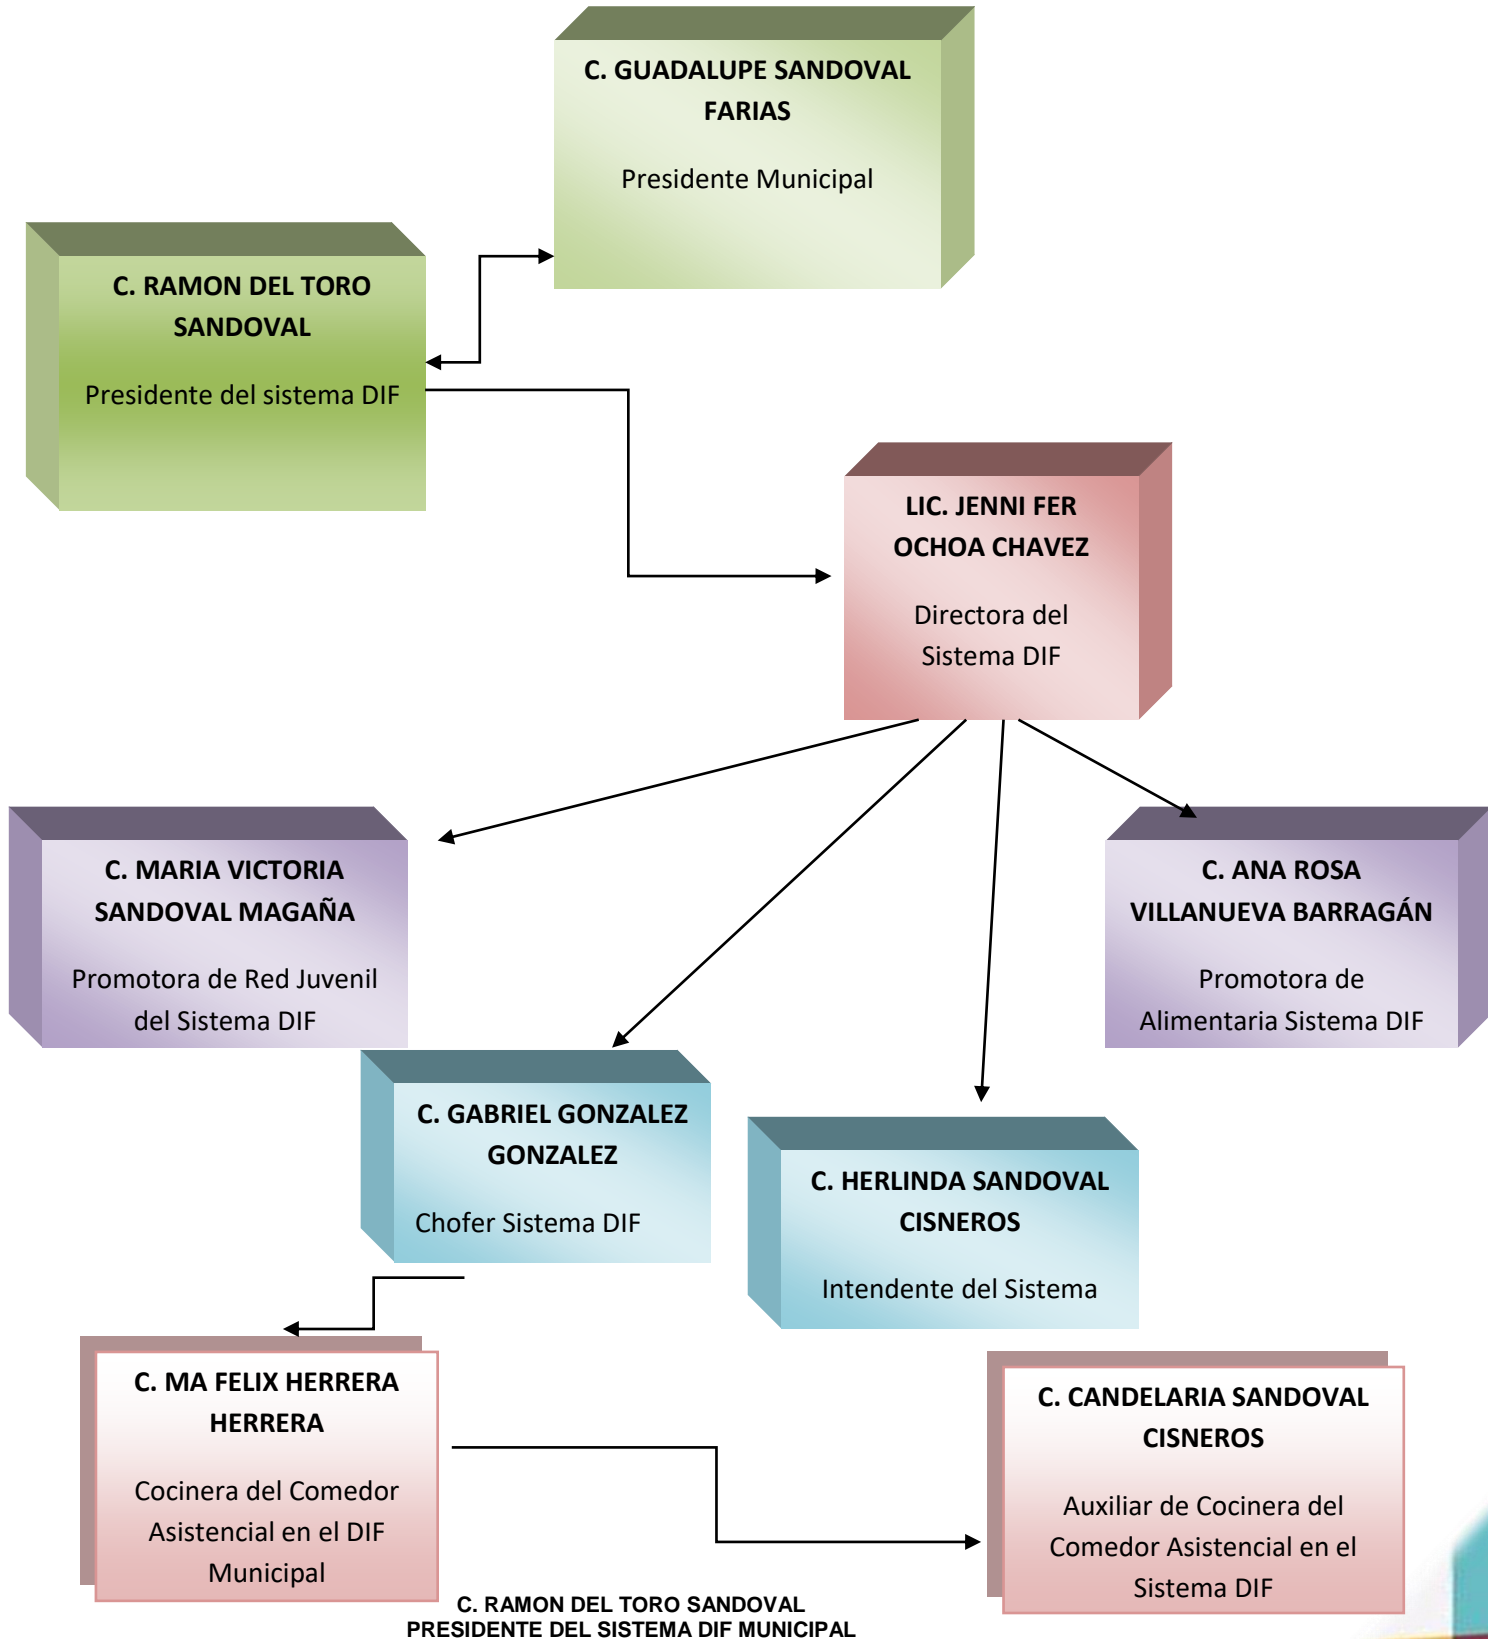 C. GUADALUPE SANDOVAL
FARIAS
Presidente Municipal
C. RAMON DEL TORO
SANDOVAL
Presidente del sistema DIF
LIC. JENNI FER
OCHOA CHAVEZ
Directora del
Sistema DIF
C. MARIA VICTORIA
SANDOVAL MAGAÑA
Promotora de Red Juvenil
del Sistema DIF
C. ANA ROSA
VILLANUEVA BARRAGÁN
Promotora de
Alimentaria Sistema DIF
C. GABRIEL GONZALEZ
GONZALEZ
Chofer Sistema DIF
C. HERLINDA SANDOVAL
CISNEROS
Intendente del Sistema
C. MA FELIX HERRERA
HERRERA
Cocinera del Comedor
Asistencial en el DIF
Municipal
C. CANDELARIA SANDOVAL
CISNEROS
Auxiliar de Cocinera del
Comedor Asistencial en el
Sistema DIF
C. RAMON DEL TORO SANDOVAL
PRESIDENTE DEL SISTEMA DIF MUNICIPAL